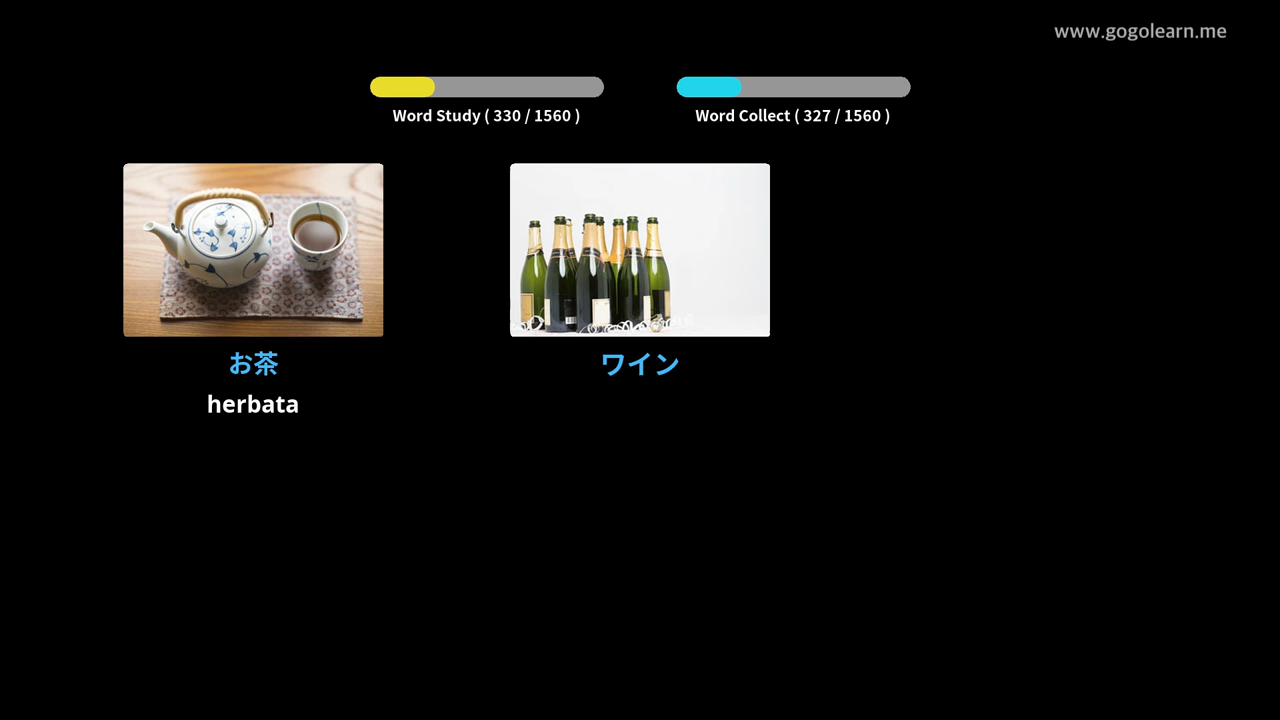 www.gogolearn.me
Word Study ( 330 / 1560 )
Word Collect ( 327 / 1560 )
お茶
ワイン
herbata